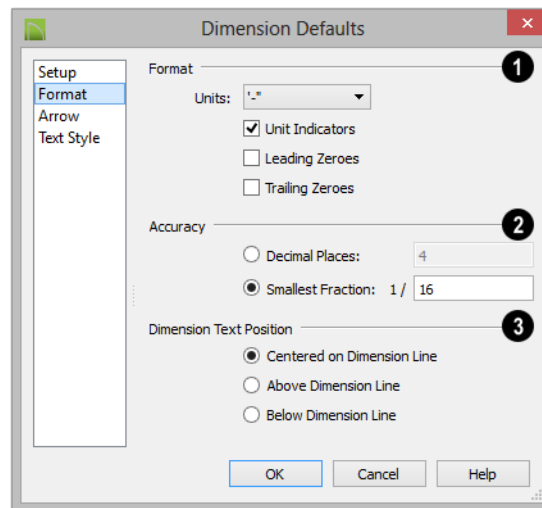 Dimension Defaults
Setup
Format
Arrow
Text Style
Format
1
Units: '-"
Unit Indicators
Leading Zeroes
Trailing Zeroes
Accuracy
2
Decimal Places: 4
Smallest Fraction: 1 / 16
Dimension Text Position
3
Centered on Dimension Line
Above Dimension Line
Below Dimension Line
OK Cancel Help